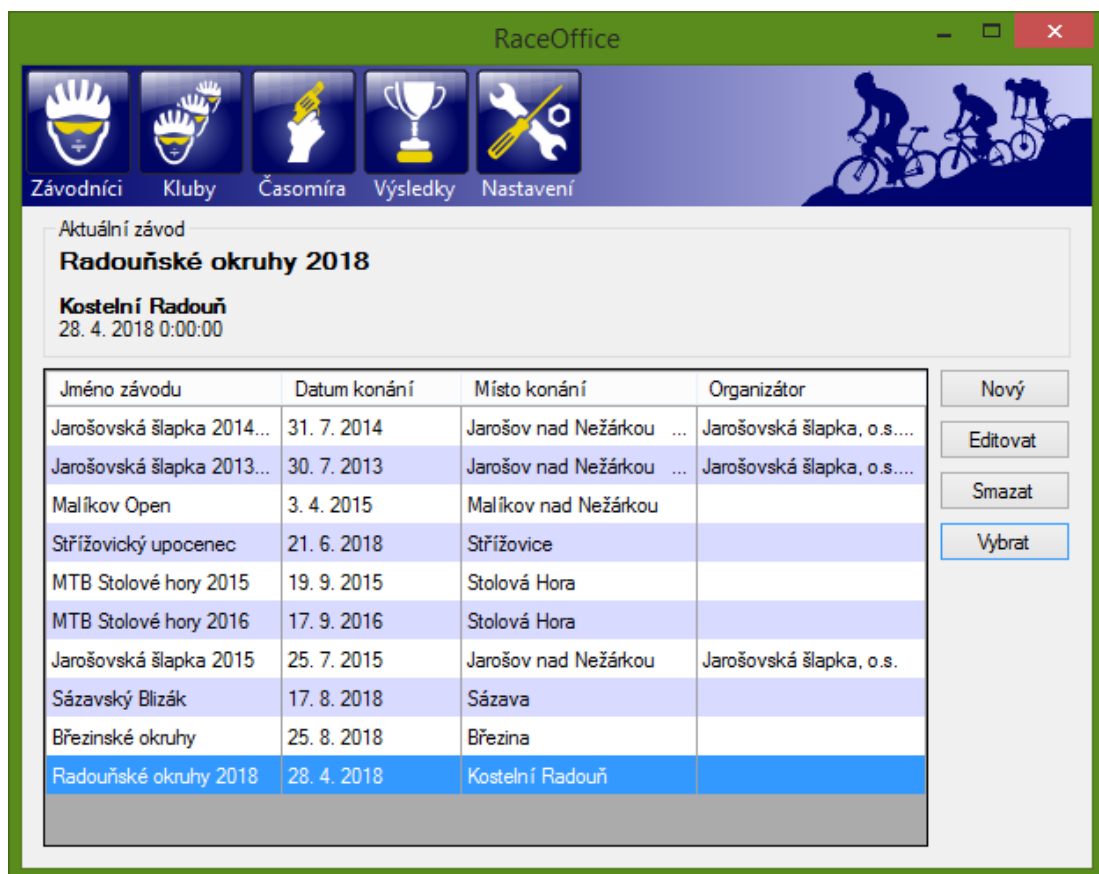 RaceOffice
Závodníci Kluby Časomíra Výsledky Nastavení
Aktuální závod
Radouňské okruhy 2018
Kostelní Radouň
28. 4. 2018 0:00:00
Jméno závodu Datum konání Místo konání Organizátor
Jarošovská šlapka 2014... 31. 7. 2014 Jarošov nad Nežárkou ... Jarošovská šlapka, o.s....
Jarošovská šlapka 2013... 30. 7. 2013 Jarošov nad Nežárkou ... Jarošovská šlapka, o.s....
Malíkov Open 3. 4. 2015 Malíkov nad Nežárkou
Střížovický upocenec 21. 6. 2018 Střížovice
MTB Stolové hory 2015 19. 9. 2015 Stolová Hora
MTB Stolové hory 2016 17. 9. 2016 Stolová Hora
Jarošovská šlapka 2015 25. 7. 2015 Jarošov nad Nežárkou Jarošovská šlapka, o.s.
Sázavský Blizák 17. 8. 2018 Sázava
Březinské okruhy 25. 8. 2018 Březina
Radouňské okruhy 2018 28. 4. 2018 Kostelní Radouň
Nový
Editovat
Smazat
Vybrat